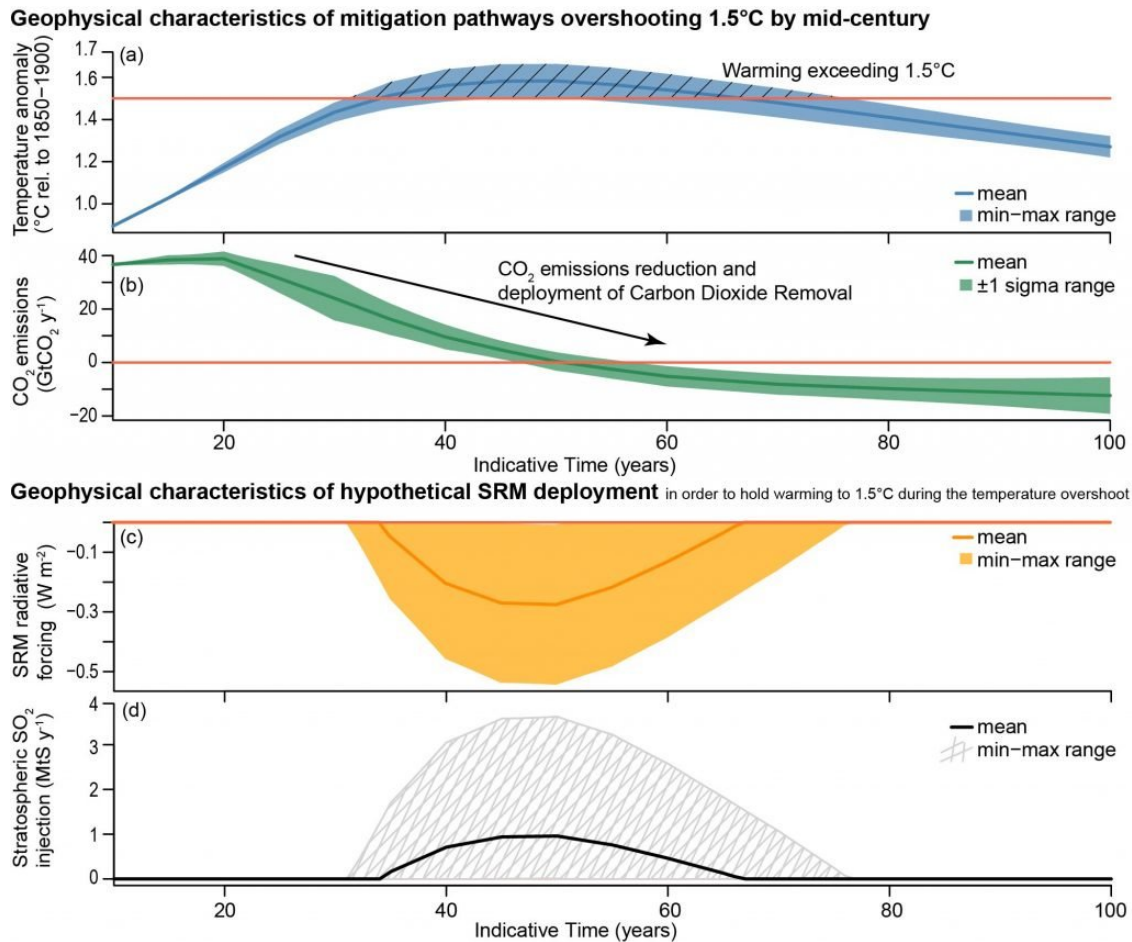 Geophysical characteristics of mitigation pathways overshooting 1.5°C by mid-century
(a)
Temperature anomaly
(°C rel. to 1850−1900)
1.7
1.6
1.4
1.2
1.0
Warming exceeding 1.5°C
mean
min−max range
(b)
CO₂ emissions
(GtCO₂ y⁻¹)
40
20
0
−20
CO₂ emissions reduction and
deployment of Carbon Dioxide Removal
mean
±1 sigma range
20
40
60
80
100
Indicative Time (years)
Geophysical characteristics of hypothetical SRM deployment in order to hold warming to 1.5°C during the temperature overshoot
(c)
SRM radiative
forcing (W m⁻²)
−0.1
−0.3
−0.5
mean
min−max range
(d)
Stratospheric SO₂
injection (MtS y⁻¹)
4
3
2
1
0
mean
min−max range
20
40
60
80
100
Indicative Time (years)